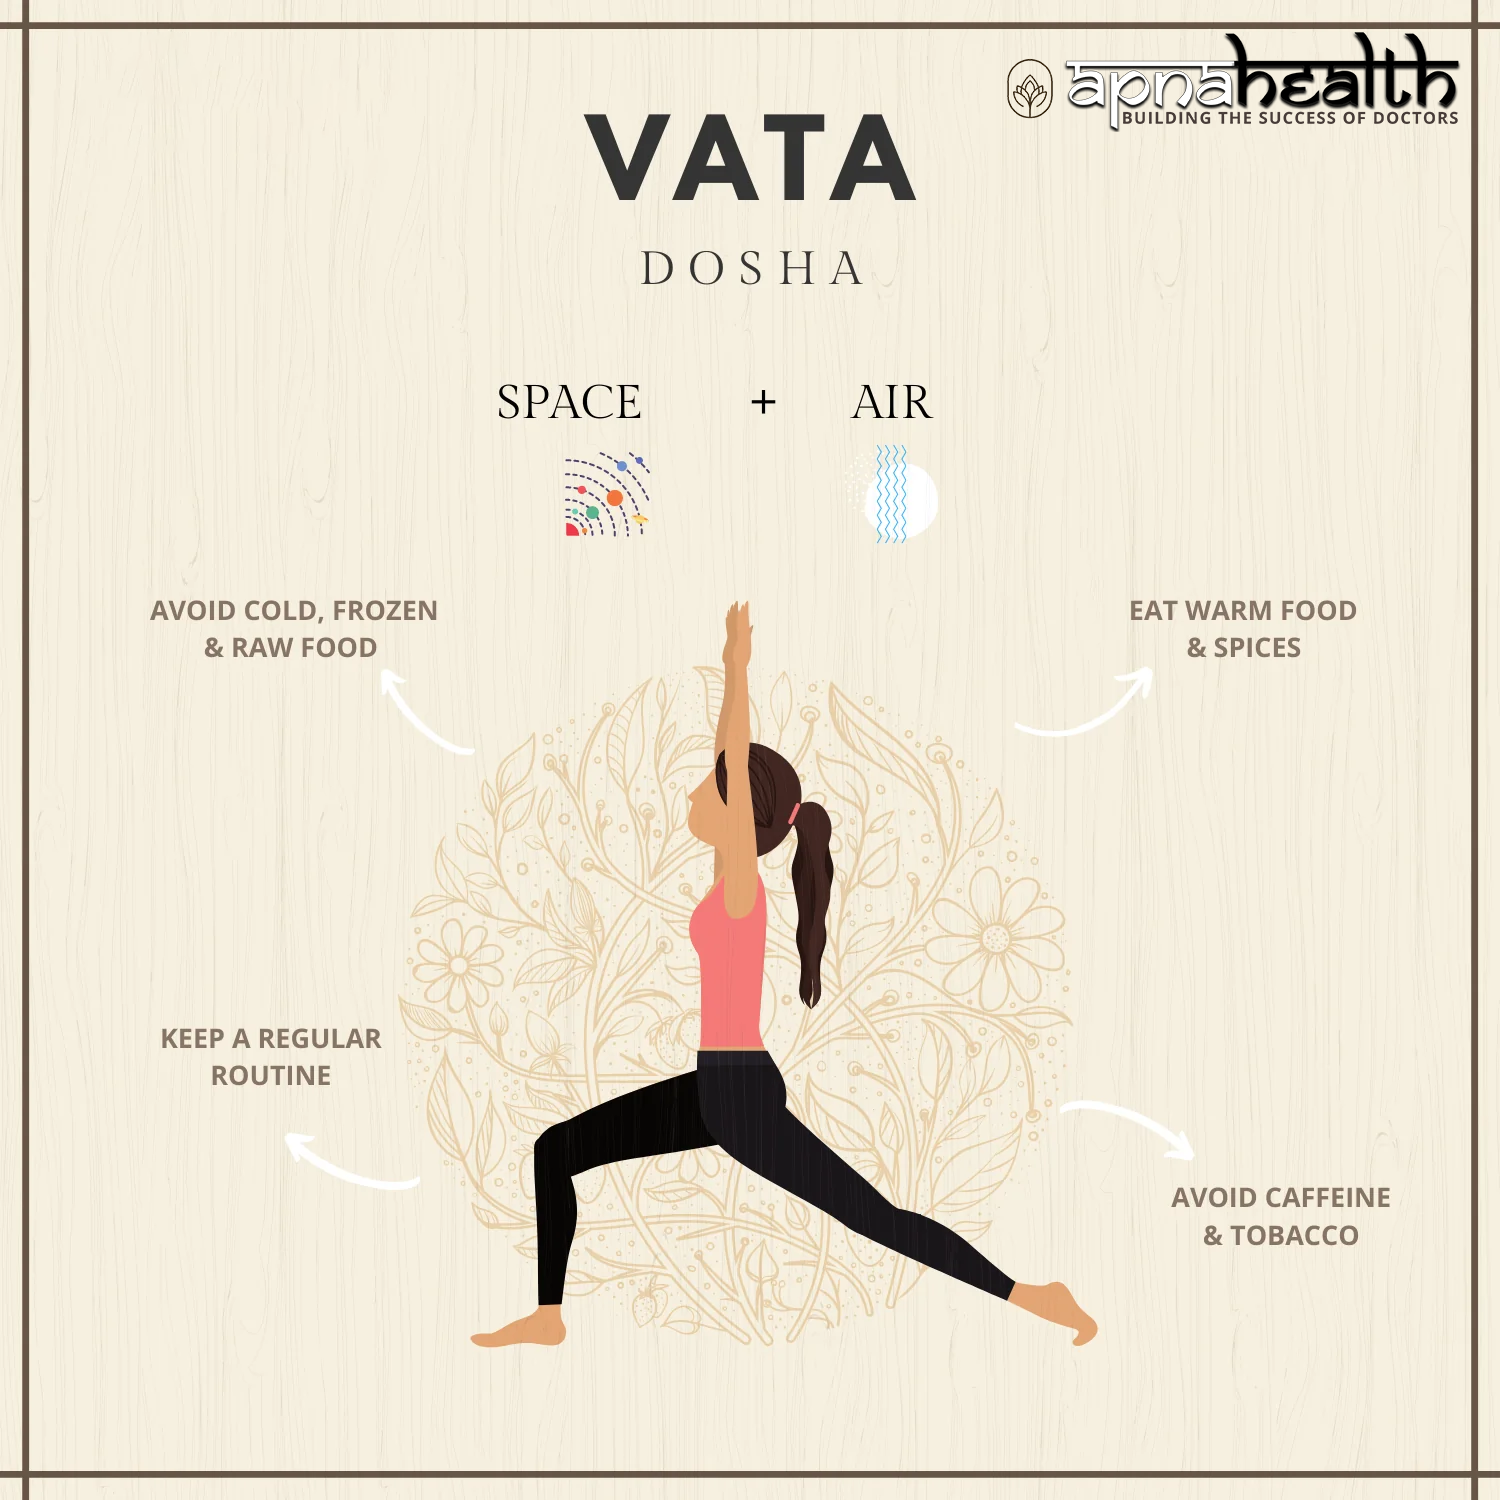 apnahealth
BUILDING THE SUCCESS OF DOCTORS
VATA
DOSHA
SPACE + AIR
AVOID COLD, FROZEN
& RAW FOOD
EAT WARM FOOD
& SPICES
KEEP A REGULAR
ROUTINE
AVOID CAFFEINE
& TOBACCO